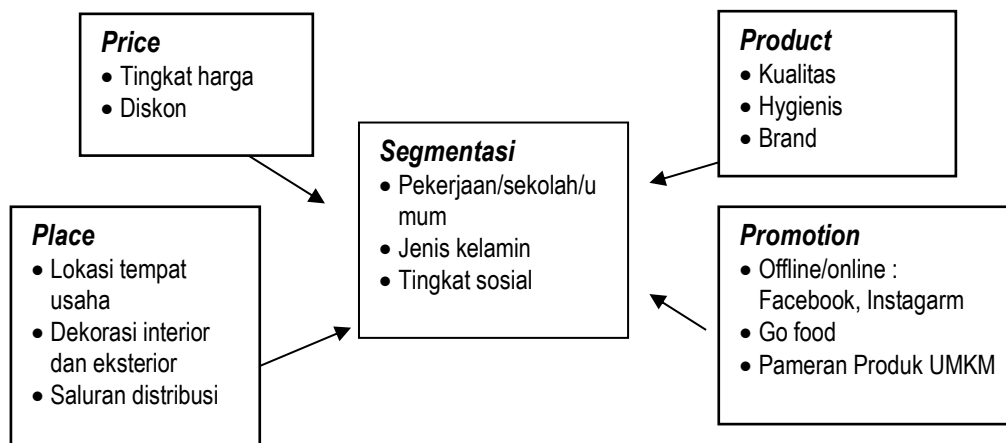 Price
• Tingkat harga
• Diskon
Product
• Kualitas
• Hygienis
• Brand
Segmentasi
• Pekerjaan/sekolah/u
mum
• Jenis kelamin
• Tingkat sosial
Place
• Lokasi tempat
usaha
• Dekorasi interior
dan eksterior
• Saluran distribusi
Promotion
• Offline/online :
Facebook, Instagarm
• Go food
• Pameran Produk UMKM